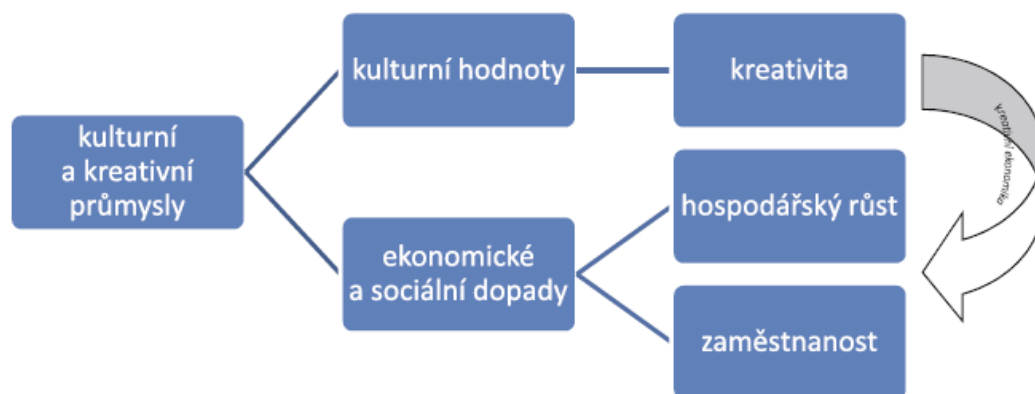 kulturní
a kreativní
průmysly
kulturní hodnoty
kreativita
ekonomické
a sociální dopady
hospodářský růst
zaměstnanost
kreativní ekonomika